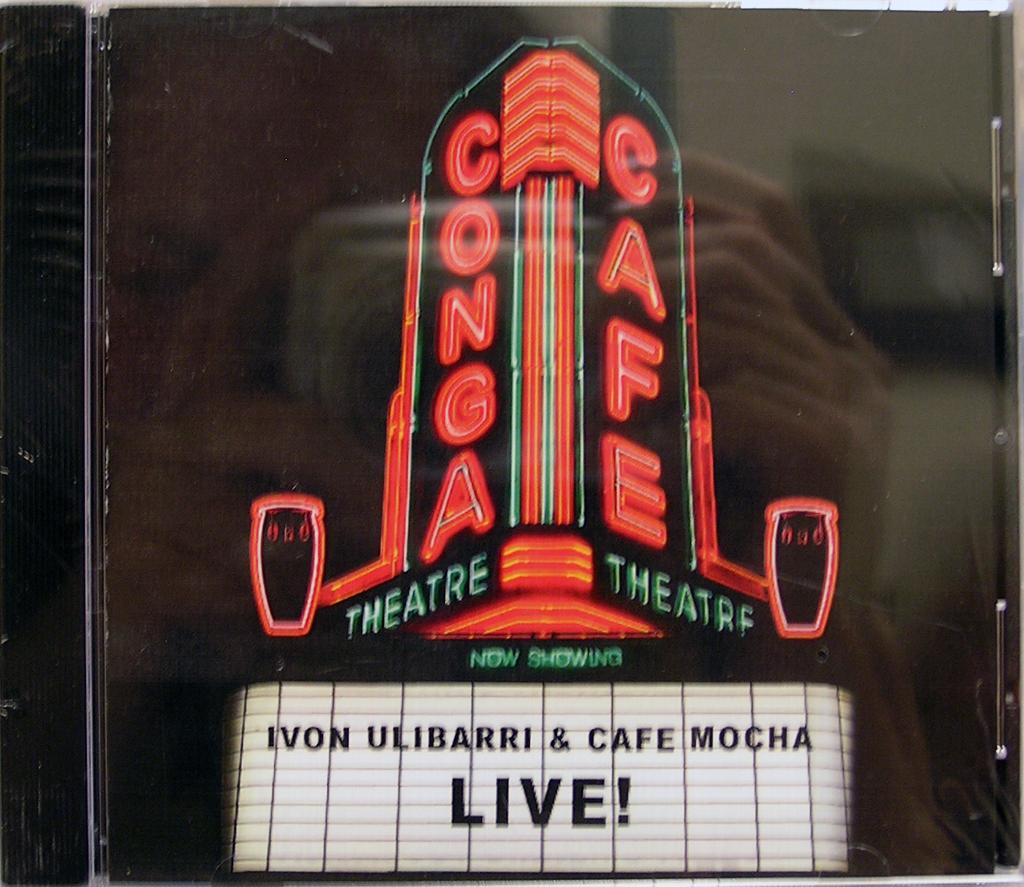 CONGA
CAFE
THEATRE
THEATRE
NOW SHOWING
IVON ULIBARRI & CAFE MOCHA
LIVE!